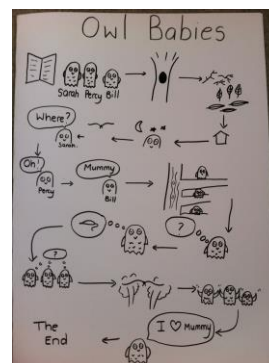 Owl Babies
Sarah Percy Bill
Where?
Sarah
Oh!
Percy
Mummy
Bill
?
?
I ♡ Mummy
The
End